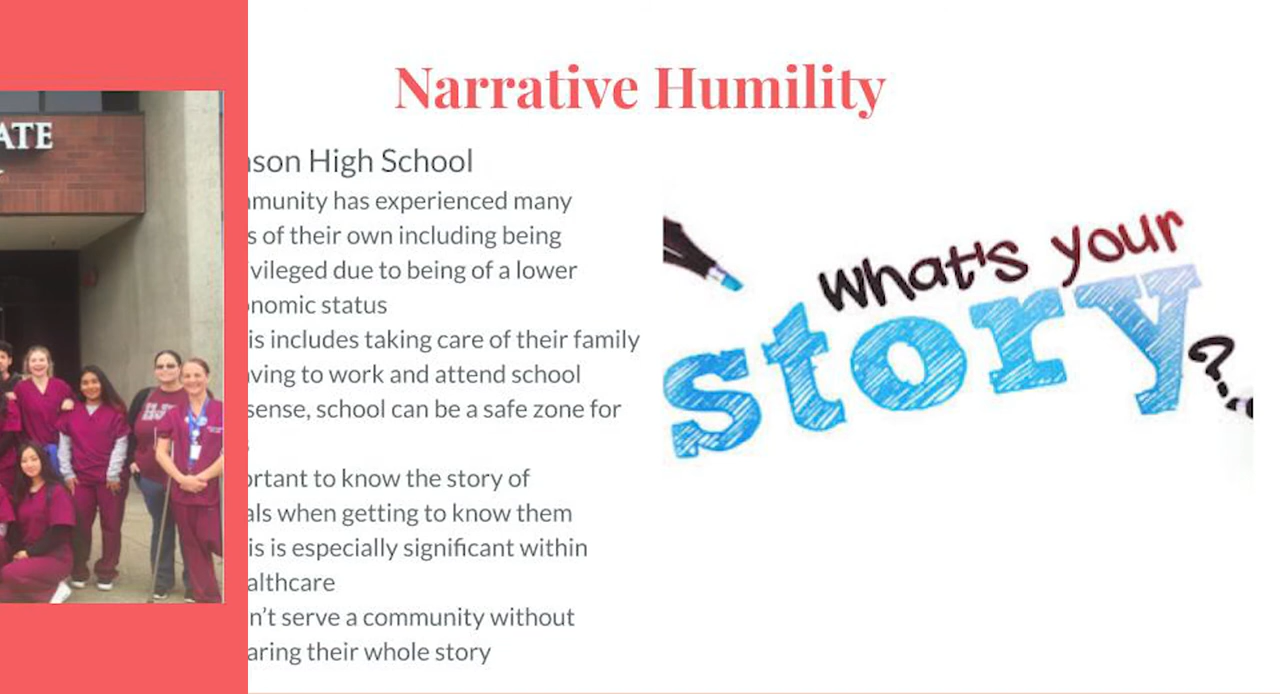 Narrative Humility
ATE
nson High School
nmunity has experienced many
s of their own including being
vileged due to being of a lower
onomic status
is includes taking care of their family
ving to work and attend school
sense, school can be a safe zone for
ortant to know the story of
als when getting to know them
is is especially significant within
althcare
n't serve a community without
aring their whole story
what's your
story?